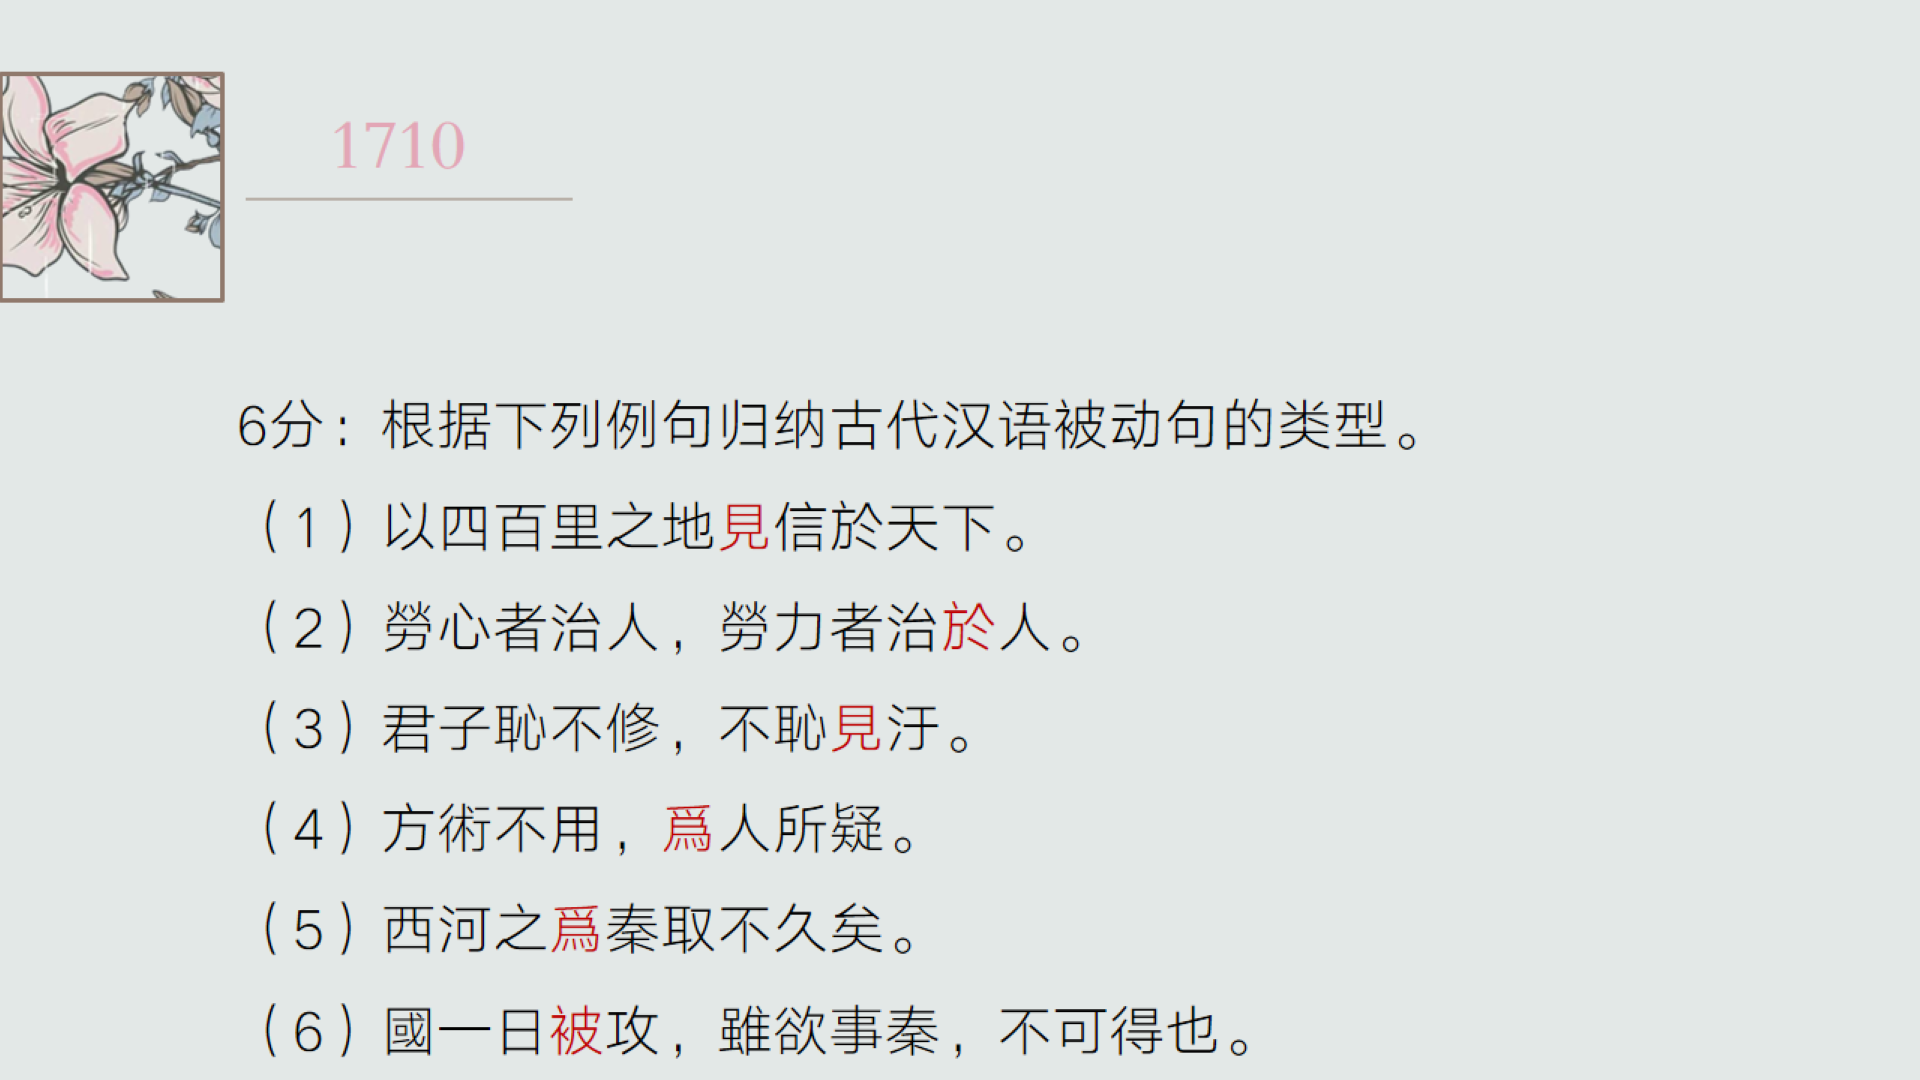 1710
6分：根据下列例句归纳古代汉语被动句的类型。
（1）以四百里之地見信於天下。
（2）勞心者治人，勞力者治於人。
（3）君子恥不修，不恥見汙。
（4）方術不用，爲人所疑。
（5）西河之爲秦取不久矣。
（6）國一日被攻，雖欲事秦，不可得也。